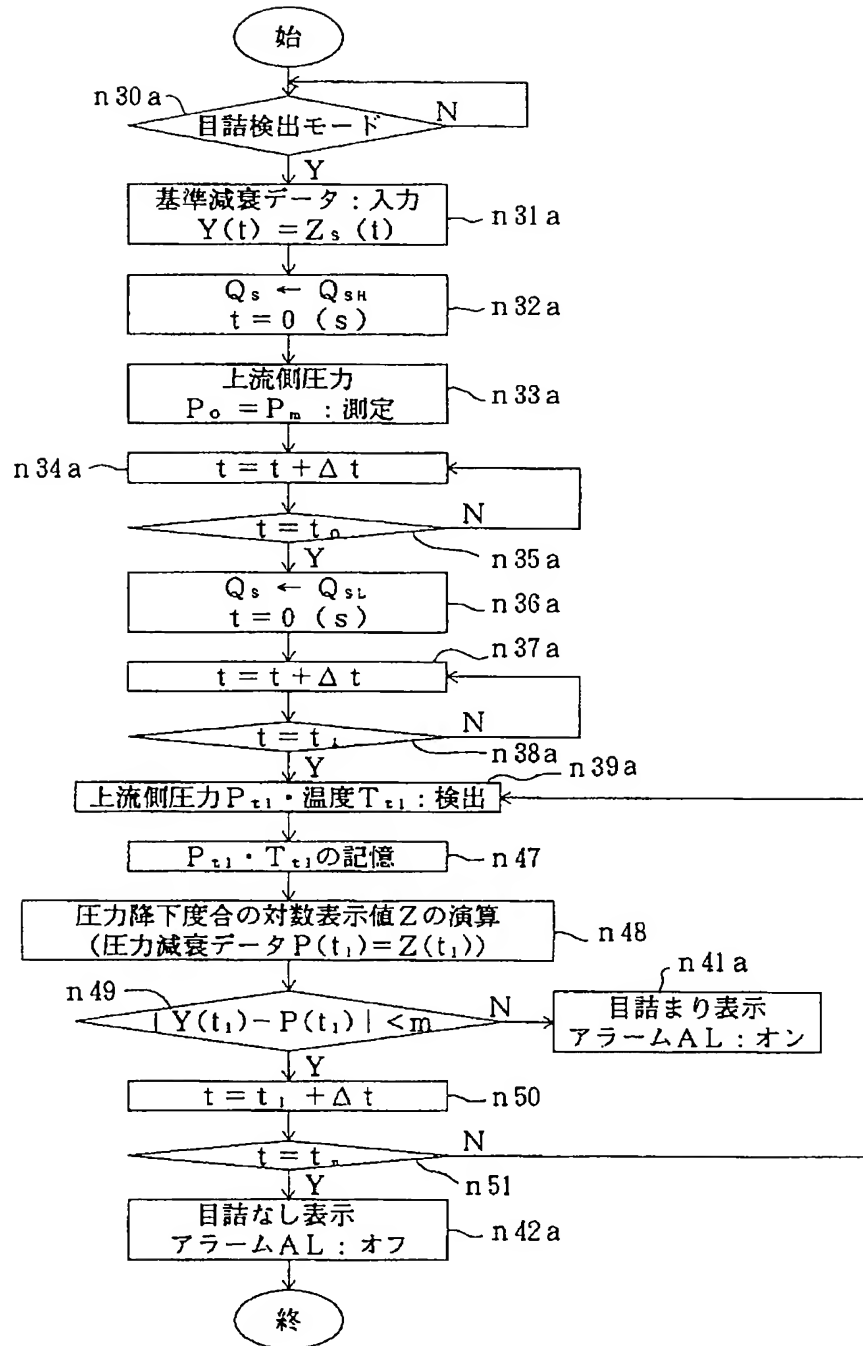 始
n30a
目詰検出モード
N
Y
基準減衰データ:入力
Y(t)=Zs(t)
n31a
Qs ← QsH
t=0 (s)
n32a
上流側圧力
Po=Pm:測定
n33a
n34a
t=t+Δt
t=to
N
n35a
Y
Qs ← QsL
t=0 (s)
n36a
n37a
t=t+Δt
t=t1
N
n38a
Y
n39a
上流側圧力Pt1・温度Tt1:検出
Pt1・Tt1の記憶
n47
圧力降下度合の対数表示値Zの演算
(圧力減衰データP(t1)=Z(t1))
n48
n49
|Y(t1)-P(t1)|<m
N
n41a
目詰まり表示
アラームAL:オン
Y
t=t1+Δt
n50
t=tn
N
n51
Y
目詰なし表示
アラームAL:オフ
n42a
終